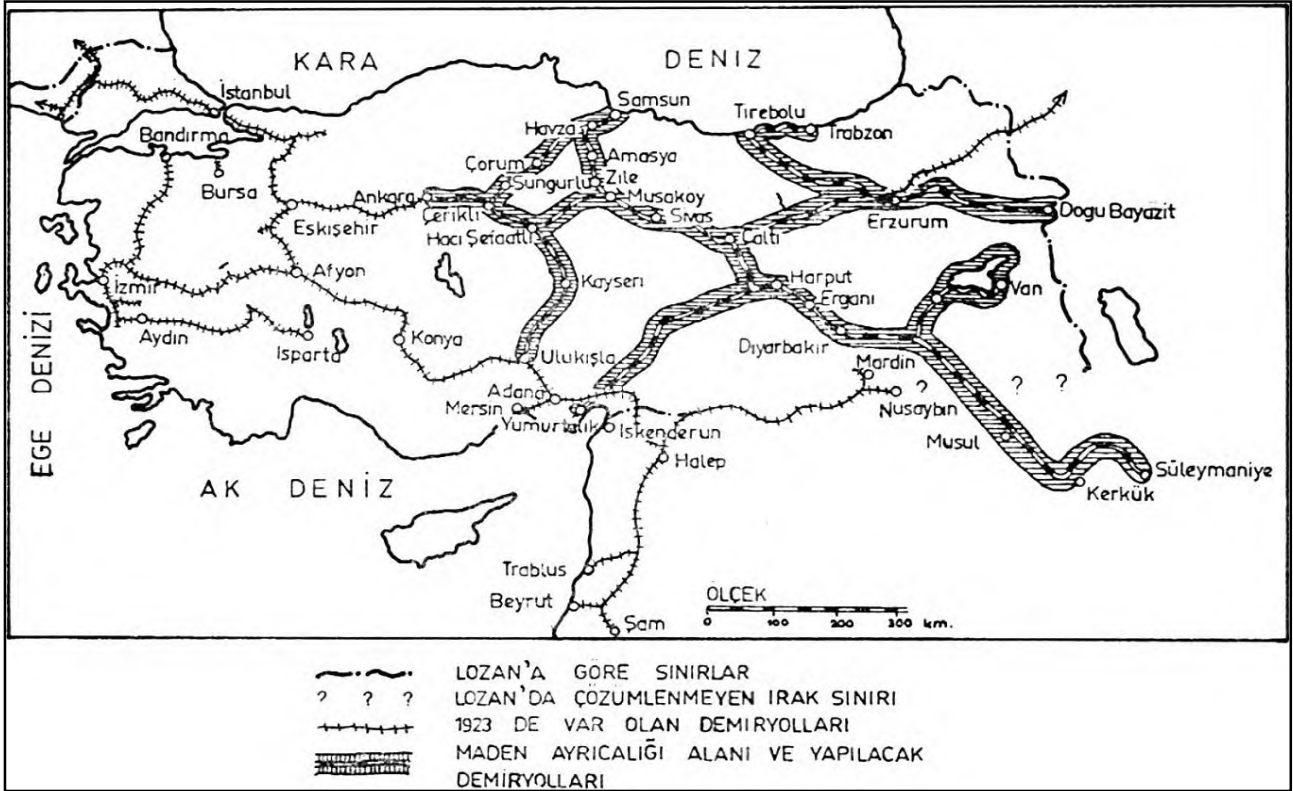 KARA DENİZ
İstanbul
Samsun
Tirebolu
Trabzon
Havza
Bandırma
Amasya
Çorum
Bursa
Sungurlu
Zile
Ankara
Musaköy
Çerikli
Sivas
Erzurum
Doğu Bayazit
Eskişehir
Hacı Şefaatli
Çaltı
Afyon
Harput
İzmir
Kayseri
Ergani
Van
Aydın
Isparta
Konya
Diyarbakır
Ulukışla
Mardin
EGE DENİZİ
Adana
? ? ?
Mersin
Nusaybin
Yumurtalık
İskenderun
Musul
Halep
Süleymaniye
AK DENİZ
Kerkük
Trablus
ÖLÇEK
Beyrut
0 100 200 300 km.
Şam
LOZAN'A GÖRE SINIRLAR
? ? ? LOZAN'DA ÇÖZÜMLENMEYEN IRAK SINIRI
1923 DE VAR OLAN DEMİRYOLLARI
MADEN AYRICALIĞI ALANI VE YAPILACAK
DEMİRYOLLARI